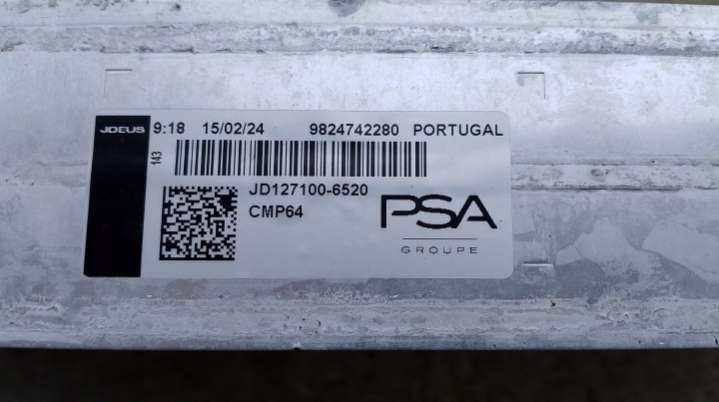 JDEUS 9:18 15/02/24 9824742280 PORTUGAL
143
JD127100-6520
CMP64
PSA
GROUPE